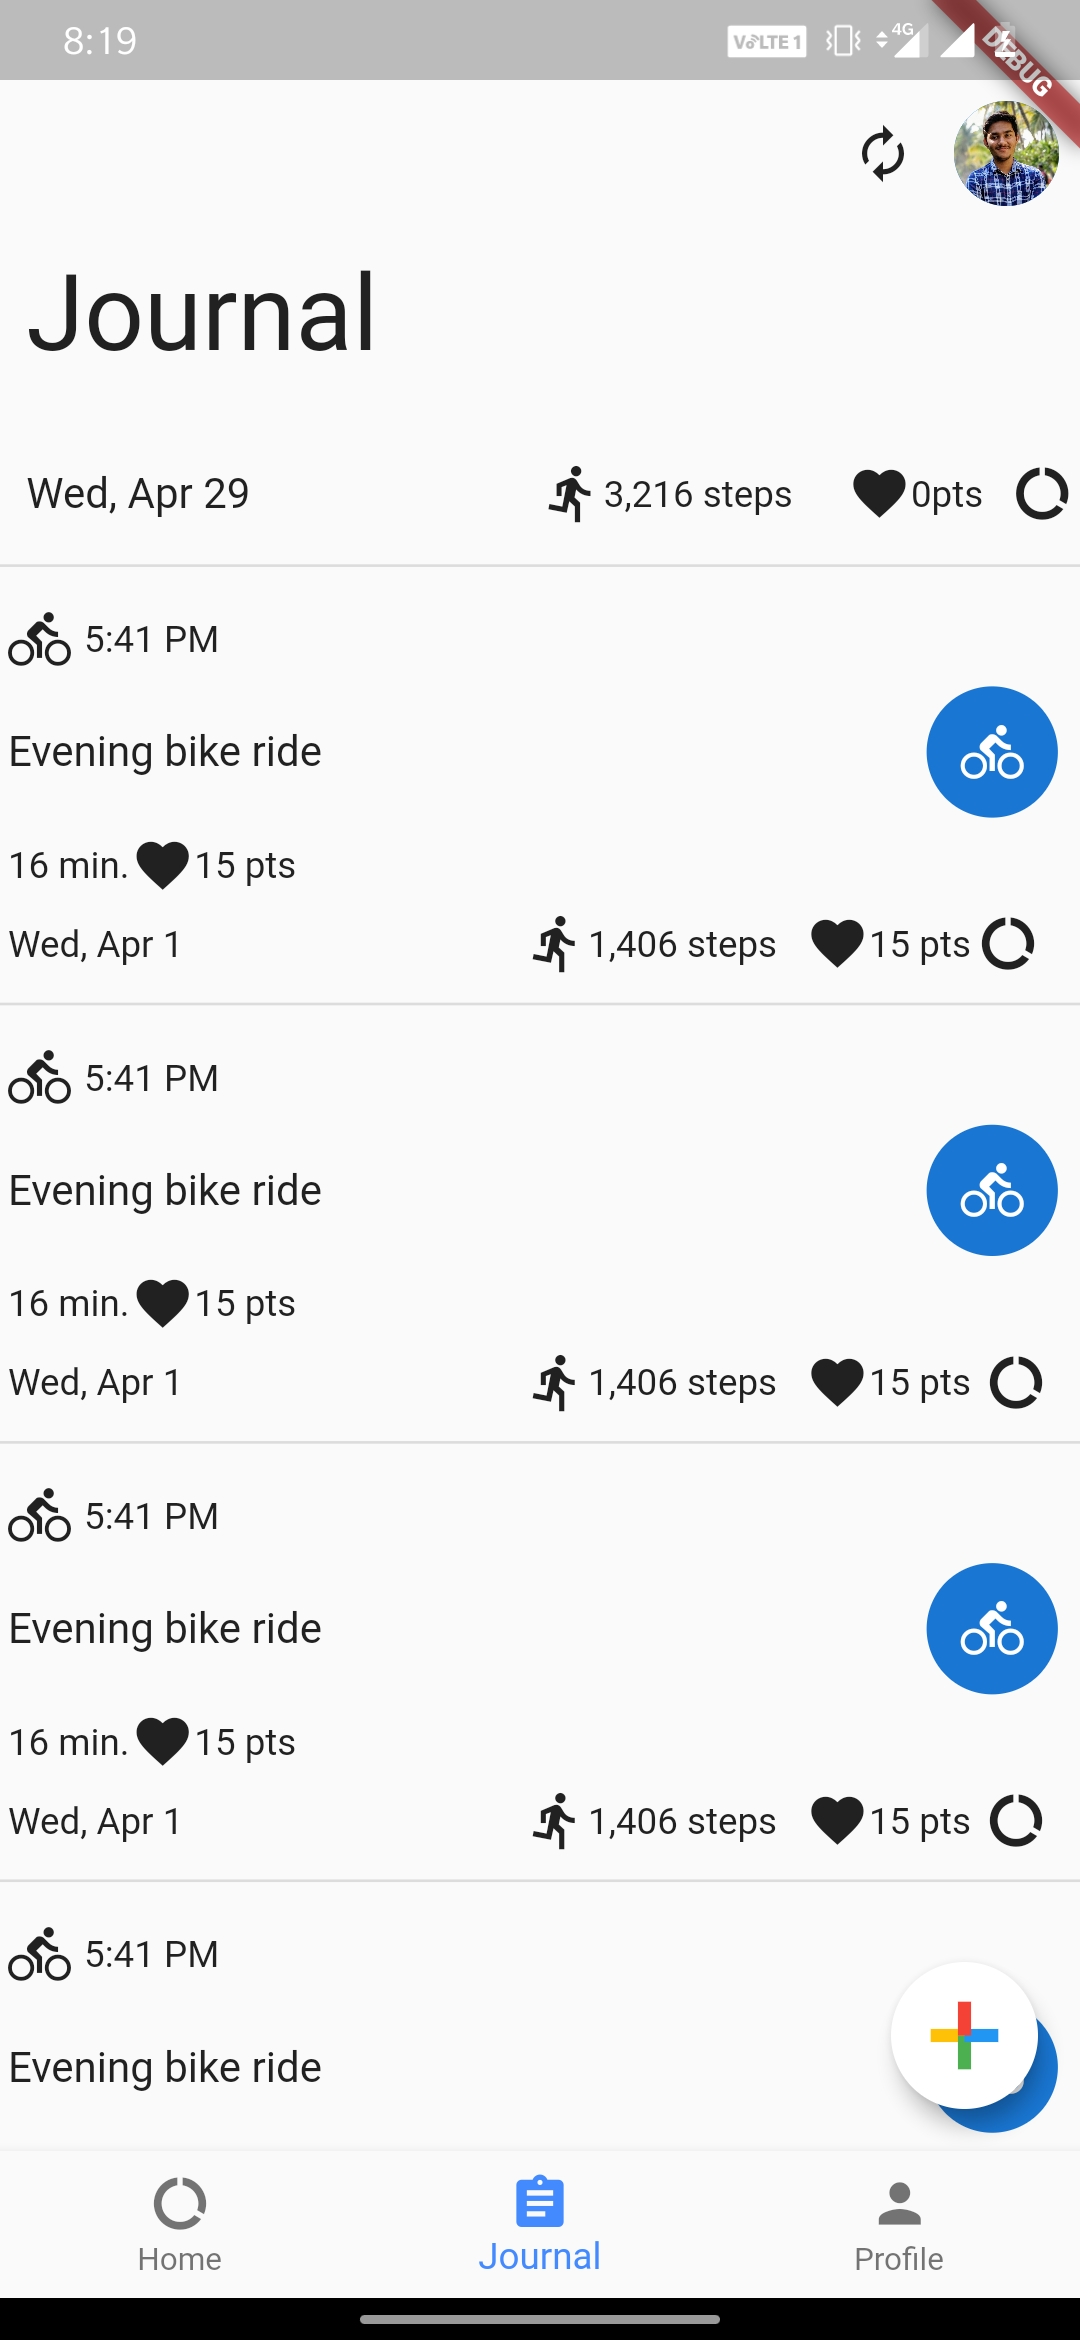 8:19 VoLTE 1 4G DEBUG
Journal
Wed, Apr 29 3,216 steps 0pts
5:41 PM
Evening bike ride
16 min. 15 pts
Wed, Apr 1 1,406 steps 15 pts
5:41 PM
Evening bike ride
16 min. 15 pts
Wed, Apr 1 1,406 steps 15 pts
5:41 PM
Evening bike ride
16 min. 15 pts
Wed, Apr 1 1,406 steps 15 pts
5:41 PM
Evening bike ride
Home Journal Profile